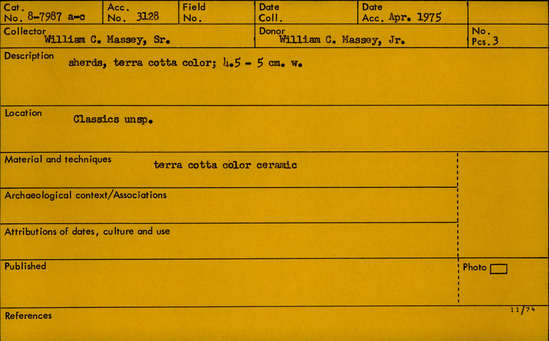 Cat. No. 8-7987 a-c Acc. No. 3128 Field No. Date Coll. Date Acc. Apr. 1975
Collector William C. Massey, Sr. Donor William C. Massey, Jr. No. Pcs. 3
Description sherds, terra cotta color; 4.5 - 5 cm. w.
Location Classics unsp.
Material and techniques terra cotta color ceramic
Archaeological context/Associations
Attributions of dates, culture and use
Published Photo
References 11/74